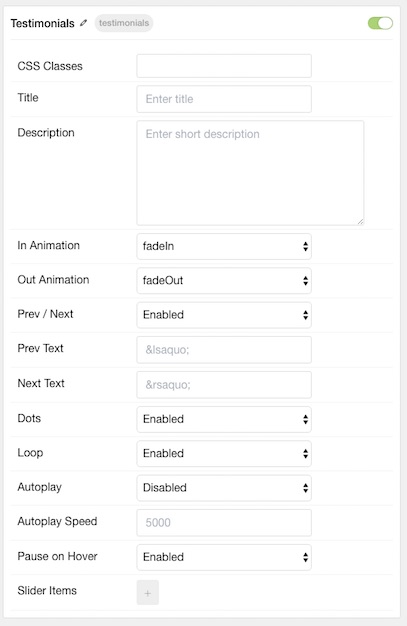 Testimonials testimonials
CSS Classes
Title Enter title
Description Enter short description
In Animation fadeIn
Out Animation fadeOut
Prev / Next Enabled
Prev Text &lsaquo;
Next Text &rsaquo;
Dots Enabled
Loop Enabled
Autoplay Disabled
Autoplay Speed 5000
Pause on Hover Enabled
Slider Items +